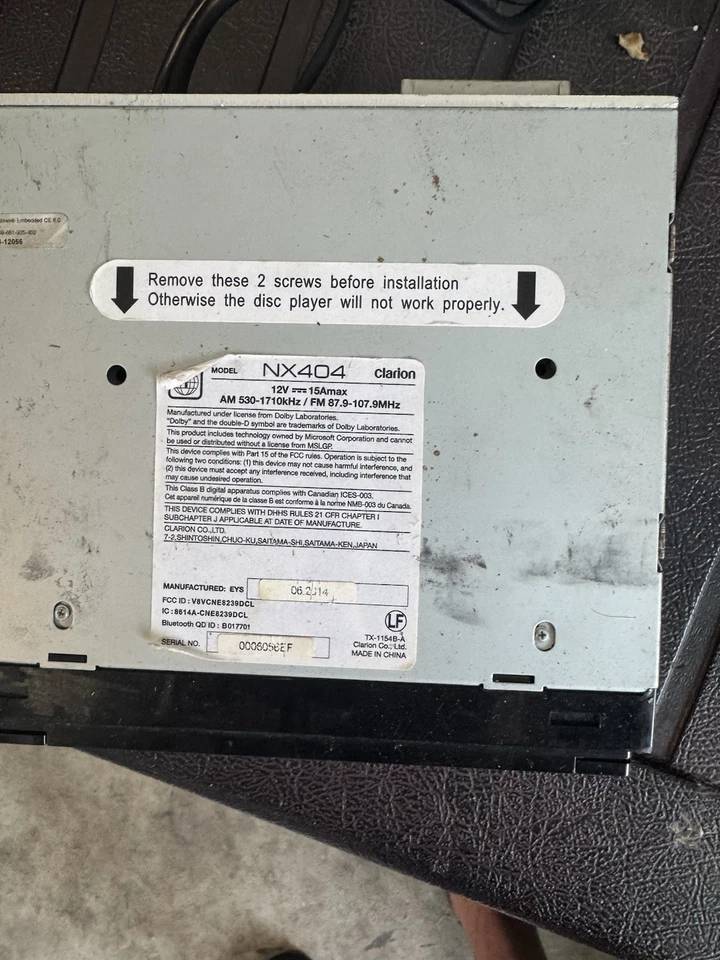 Embedded CE 6.0
-12056
Remove these 2 screws before installation
Otherwise the disc player will not work properly.
MODEL NX404 clarion
12V 15Amax
AM 530-1710kHz / FM 87.9-107.9MHz
Manufactured under license from Dolby Laboratories.
"Dolby" and the double-D symbol are trademarks of Dolby Laboratories.
This product includes technology owned by Microsoft Corporation and cannot
be used or distributed without a license from MSLGP.
This device complies with Part 15 of the FCC rules. Operation is subject to the
following two conditions: (1) this device may not cause harmful interference, and
(2) this device must accept any interference received, including interference that
may cause undesired operation.
This Class B digital apparatus complies with Canadian ICES-003.
Cet appareil numérique de la classe B est conforme à la norme NMB-003 du Canada.
THIS DEVICE COMPLIES WITH DHHS RULES 21 CFR CHAPTER I
SUBCHAPTER J APPLICABLE AT DATE OF MANUFACTURE.
CLARION CO.,LTD.
7-2,SHINTOSHIN,CHUO-KU,SAITAMA-SHI,SAITAMA-KEN,JAPAN
MANUFACTURED: EYS 06.2014
FCC ID : V8VCNE8239DCL
IC : 8614A-CNE8239DCL
Bluetooth QD ID : B017701
LF
TX-1154B-A
Clarion Co., Ltd.
MADE IN CHINA
SERIAL NO.